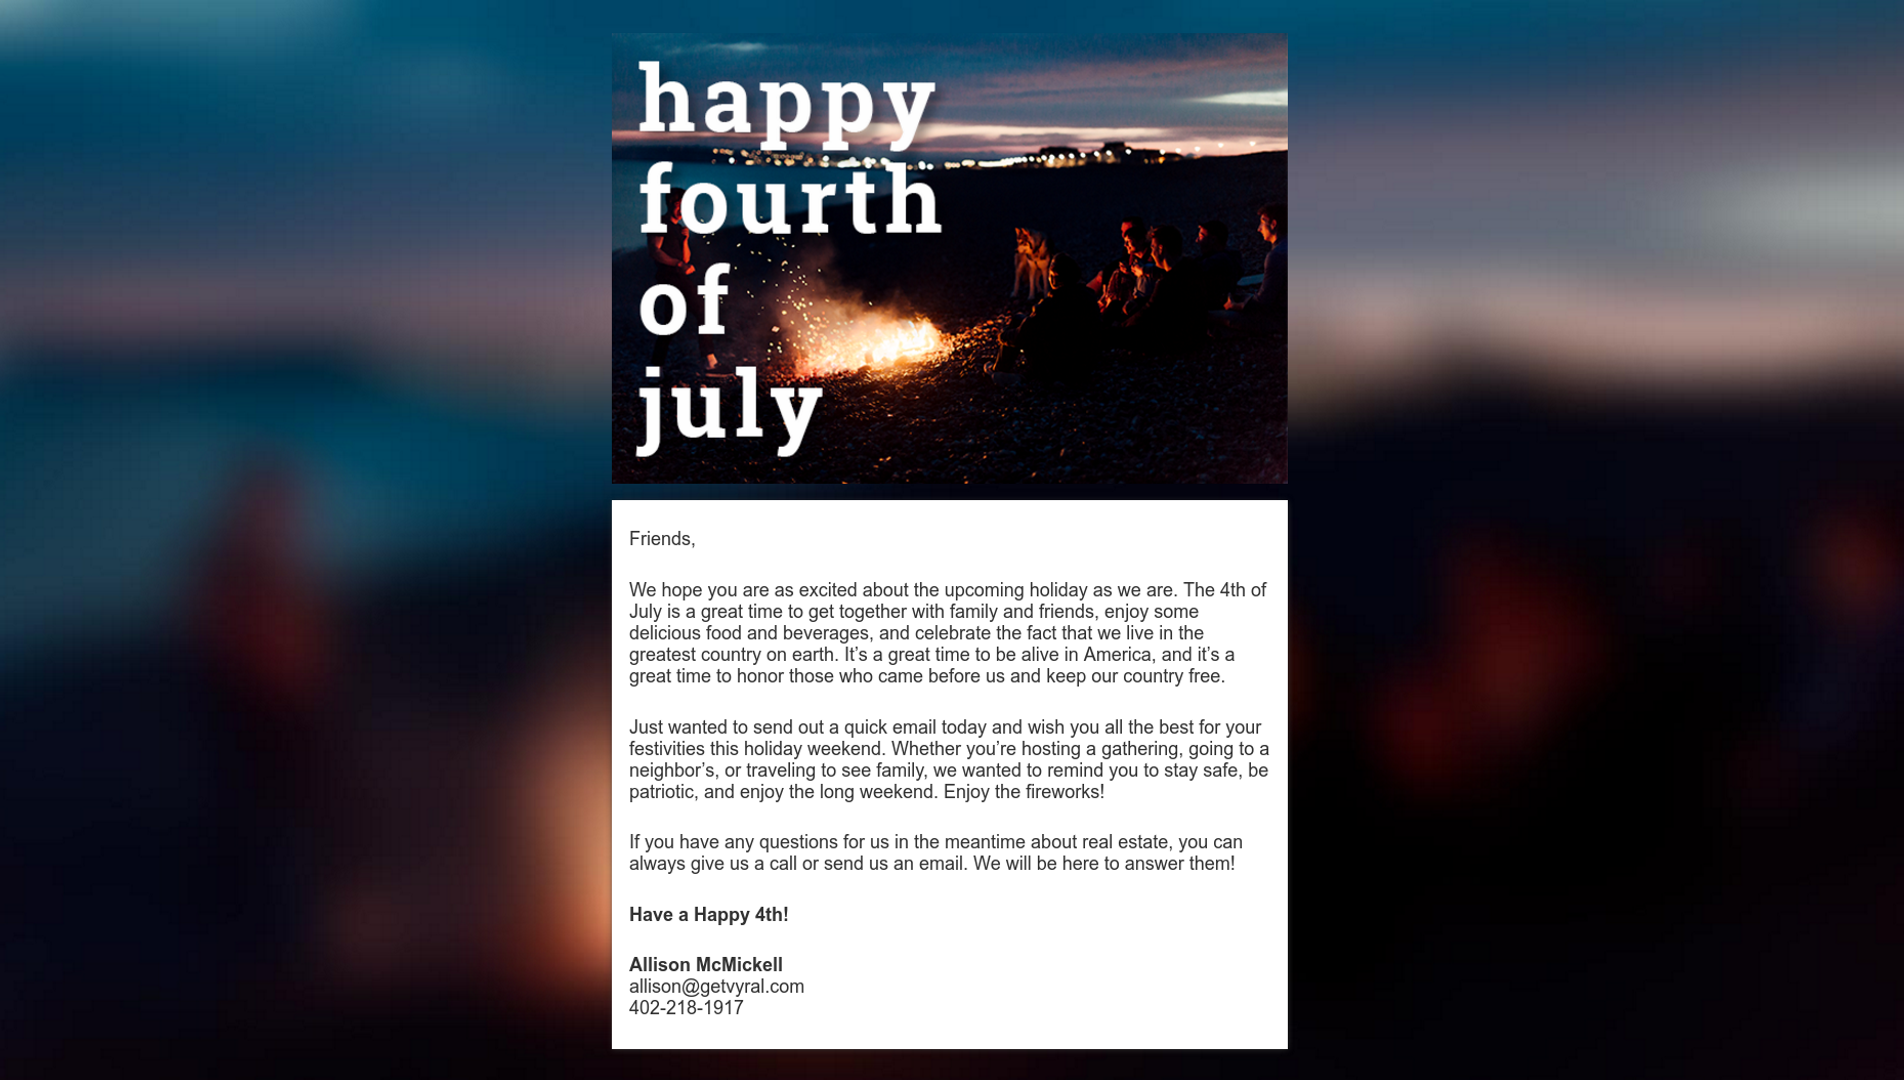 happy
fourth
of
july
Friends,
We hope you are as excited about the upcoming holiday as we are. The 4th of
July is a great time to get together with family and friends, enjoy some
delicious food and beverages, and celebrate the fact that we live in the
greatest country on earth. It’s a great time to be alive in America, and it’s a
great time to honor those who came before us and keep our country free.
Just wanted to send out a quick email today and wish you all the best for your
festivities this holiday weekend. Whether you’re hosting a gathering, going to a
neighbor’s, or traveling to see family, we wanted to remind you to stay safe, be
patriotic, and enjoy the long weekend. Enjoy the fireworks!
If you have any questions for us in the meantime about real estate, you can
always give us a call or send us an email. We will be here to answer them!
Have a Happy 4th!
Allison McMickell
allison@getvyral.com
402-218-1917